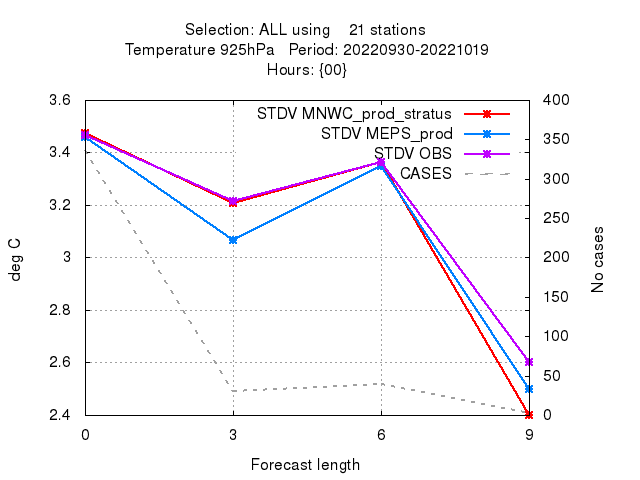 Selection: ALL using    21 stations
Temperature 925hPa   Period: 20220930-20221019
Hours: {00}
3.6
3.4
3.2
3
2.8
2.6
2.4
400
350
300
250
200
150
100
50
0
STDV MNWC_prod_stratus
STDV MEPS_prod
STDV OBS
CASES
deg C
No cases
0 3 6 9
Forecast length